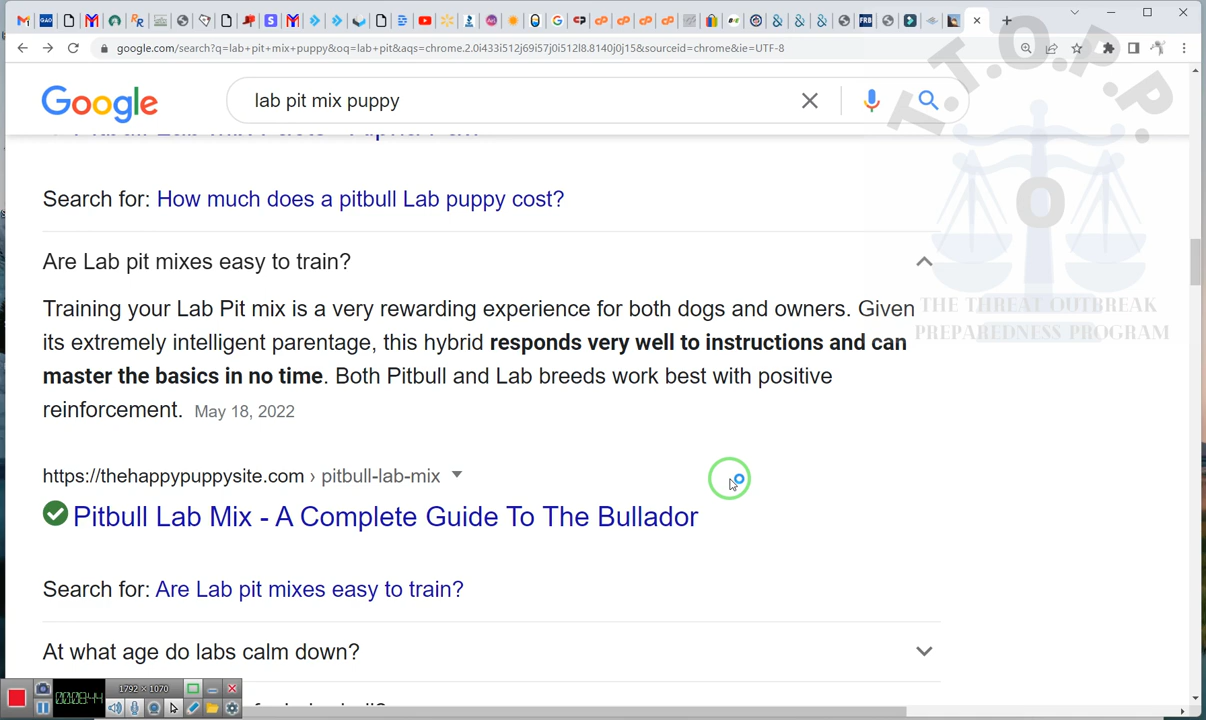 google.com/search?q=lab+pit+mix+puppy&oq=lab+pit&aqs=chrome.2.0i433i512j69i57j0i512l8.8140j0j15&sourceid=chrome&ie=UTF-8
Google
lab pit mix puppy
T.T.O.P.P.
O
Search for: How much does a pitbull Lab puppy cost?
Are Lab pit mixes easy to train?
Training your Lab Pit mix is a very rewarding experience for both dogs and owners. Given
its extremely intelligent parentage, this hybrid responds very well to instructions and can
master the basics in no time. Both Pitbull and Lab breeds work best with positive
reinforcement. May 18, 2022
THE THREAT OUTBREAK
PREPAREDNESS PROGRAM
https://thehappypuppysite.com › pitbull-lab-mix
Pitbull Lab Mix - A Complete Guide To The Bullador
Search for: Are Lab pit mixes easy to train?
At what age do labs calm down?
1792 × 1070
00:08:44